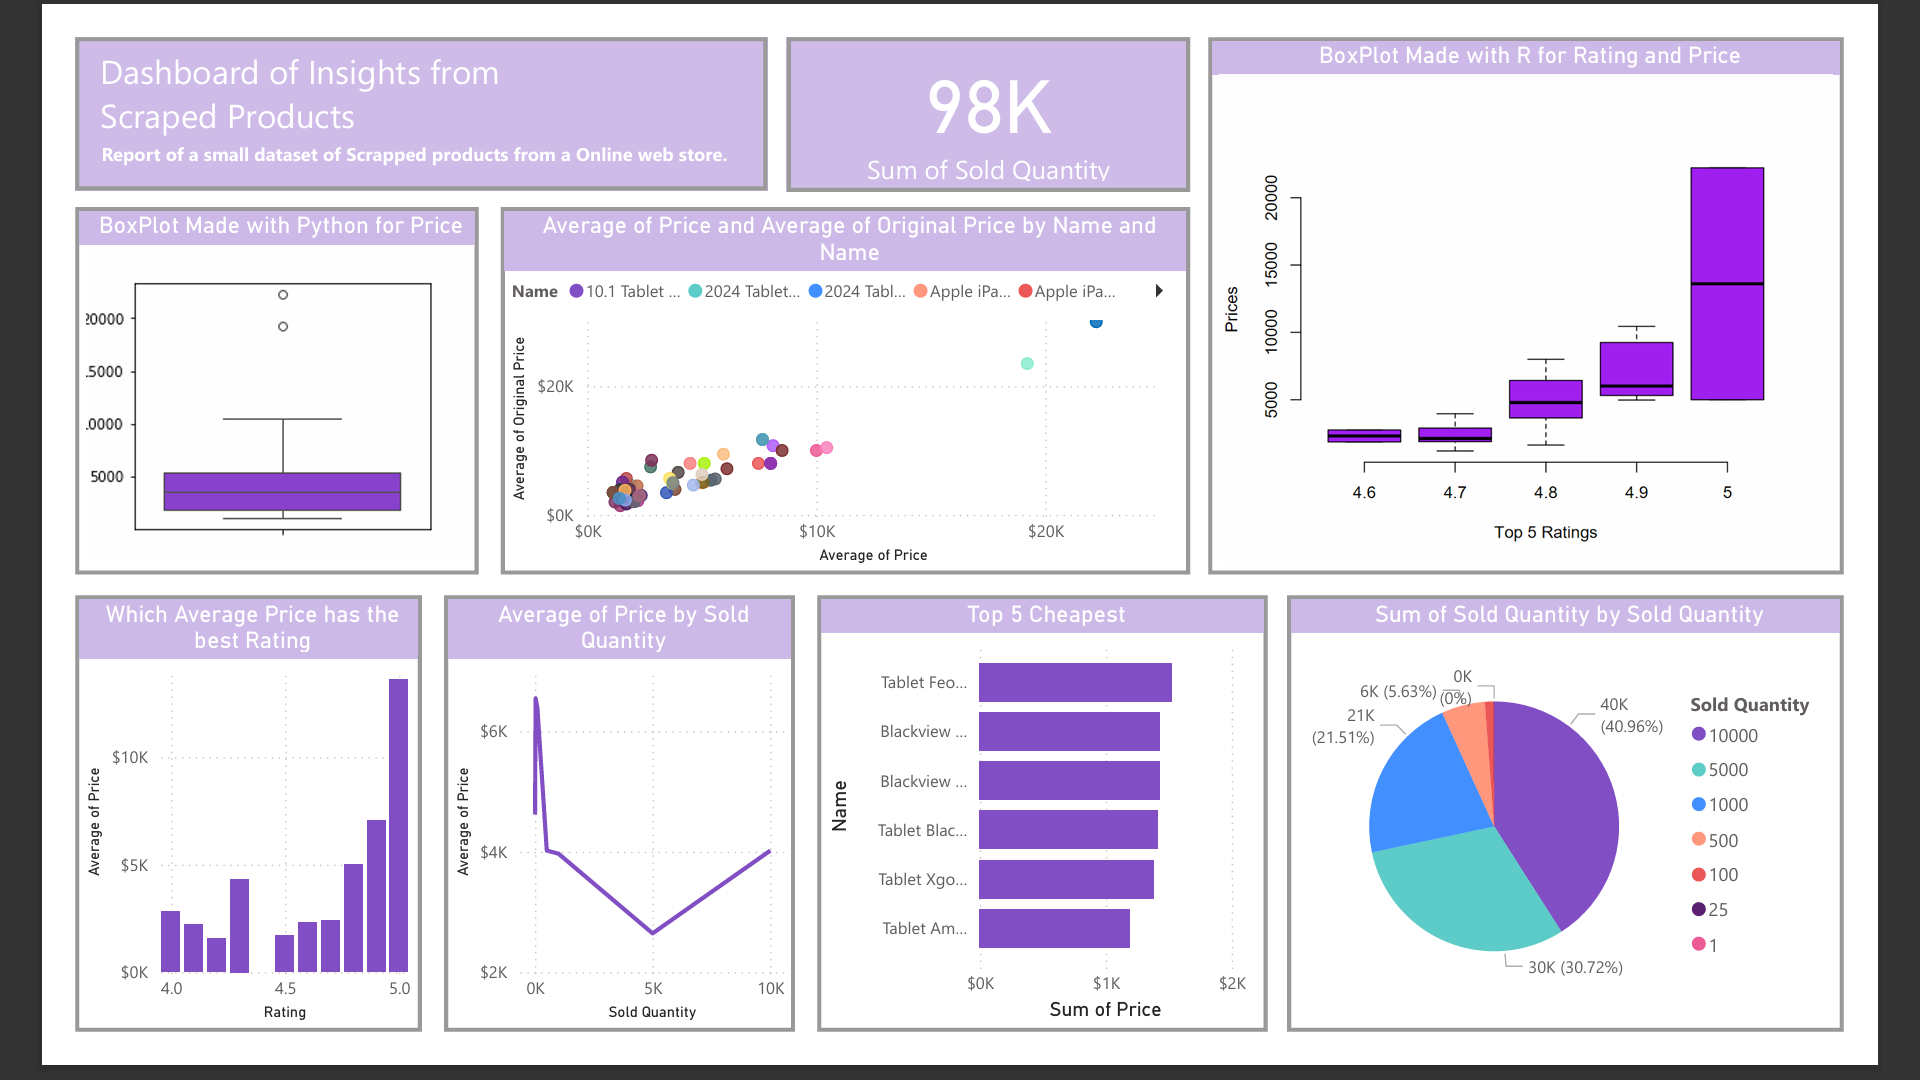 Dashboard of Insights from
Scraped Products
Report of a small dataset of Scrapped products from a Online web store.
98K
Sum of Sold Quantity
BoxPlot Made with R for Rating and Price
20000
15000
10000
5000
Prices
4.6 4.7 4.8 4.9 5
Top 5 Ratings
BoxPlot Made with Python for Price
20000
.5000
.0000
5000
Average of Price and Average of Original Price by Name and
Name
Name 10.1 Tablet ... 2024 Tablet... 2024 Tabl... Apple iPa... Apple iPa...
Average of Original Price
$20K
$0K
$0K $10K $20K
Average of Price
Which Average Price has the
best Rating
Average of Price
$10K
$5K
$0K
4.0 4.5 5.0
Rating
Average of Price by Sold
Quantity
Average of Price
$6K
$4K
$2K
0K 5K 10K
Sold Quantity
Top 5 Cheapest
Name
Tablet Feo...
Blackview ...
Blackview ...
Tablet Blac...
Tablet Xgo...
Tablet Am...
$0K $1K $2K
Sum of Price
Sum of Sold Quantity by Sold Quantity
0K
(0%)
6K (5.63%)
21K
(21.51%)
40K
(40.96%)
30K (30.72%)
Sold Quantity
10000
5000
1000
500
100
25
1